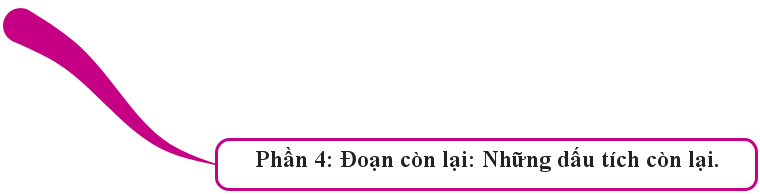 Phần 4: Đoạn còn lại: Những dấu tích còn lại.